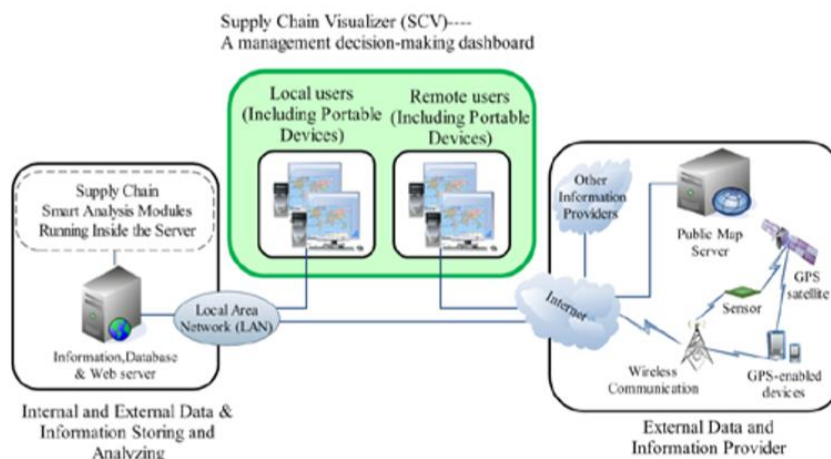 Supply Chain Visualizer (SCV)----
A management decision-making dashboard
Local users
(Including Portable
Devices)
Remote users
(Including Portable
Devices)
Supply Chain
Smart Analysis Modules
Running Inside the Server
Information,Database
& Web server
Local Area
Network (LAN)
Internal and External Data &
Information Storing and
Analyzing
Other
Information
Providers
Public Map
Server
Internet
GPS
satellite
Sensor
Wireless
Communication
GPS-enabled
devices
External Data and
Information Provider